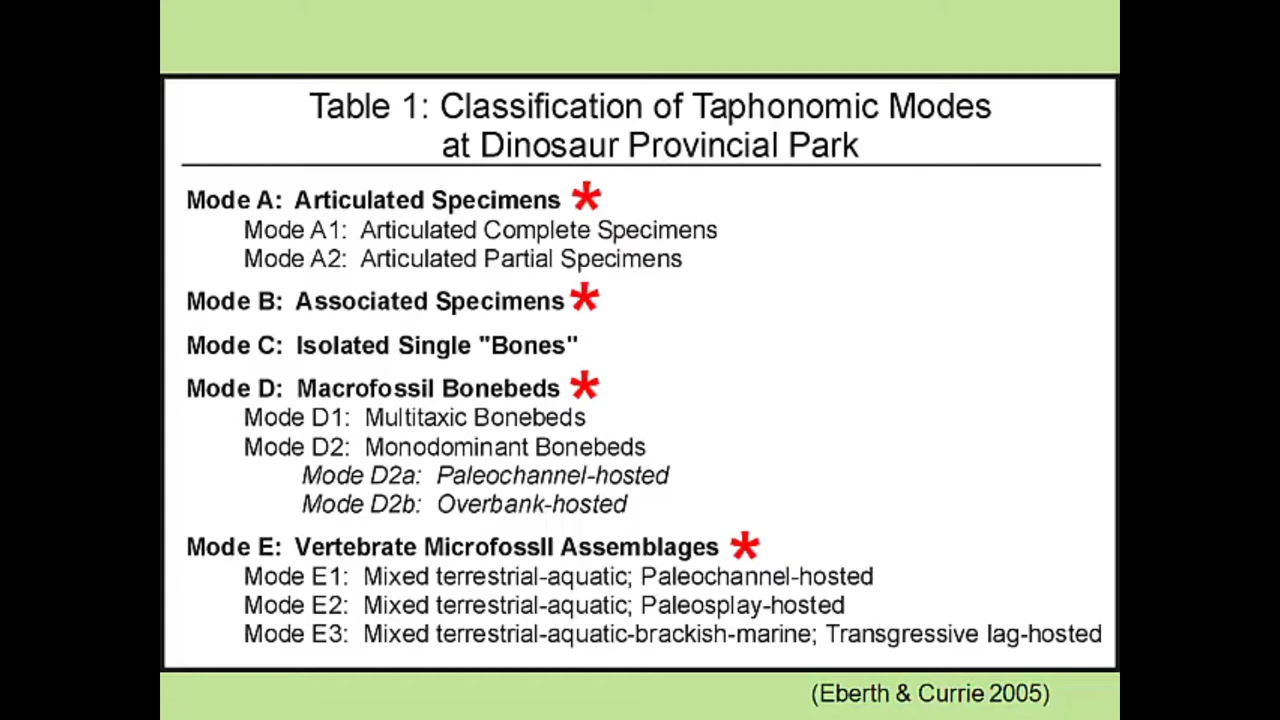 Table 1: Classification of Taphonomic Modes
at Dinosaur Provincial Park
Mode A: Articulated Specimens *
Mode A1: Articulated Complete Specimens
Mode A2: Articulated Partial Specimens
Mode B: Associated Specimens *
Mode C: Isolated Single "Bones"
Mode D: Macrofossil Bonebeds *
Mode D1: Multitaxic Bonebeds
Mode D2: Monodominant Bonebeds
Mode D2a: Paleochannel-hosted
Mode D2b: Overbank-hosted
Mode E: Vertebrate MicrofossIl Assemblages *
Mode E1: Mixed terrestrial-aquatic; Paleochannel-hosted
Mode E2: Mixed terrestrial-aquatic; Paleosplay-hosted
Mode E3: Mixed terrestrial-aquatic-brackish-marine; Transgressive lag-hosted
(Eberth & Currie 2005)